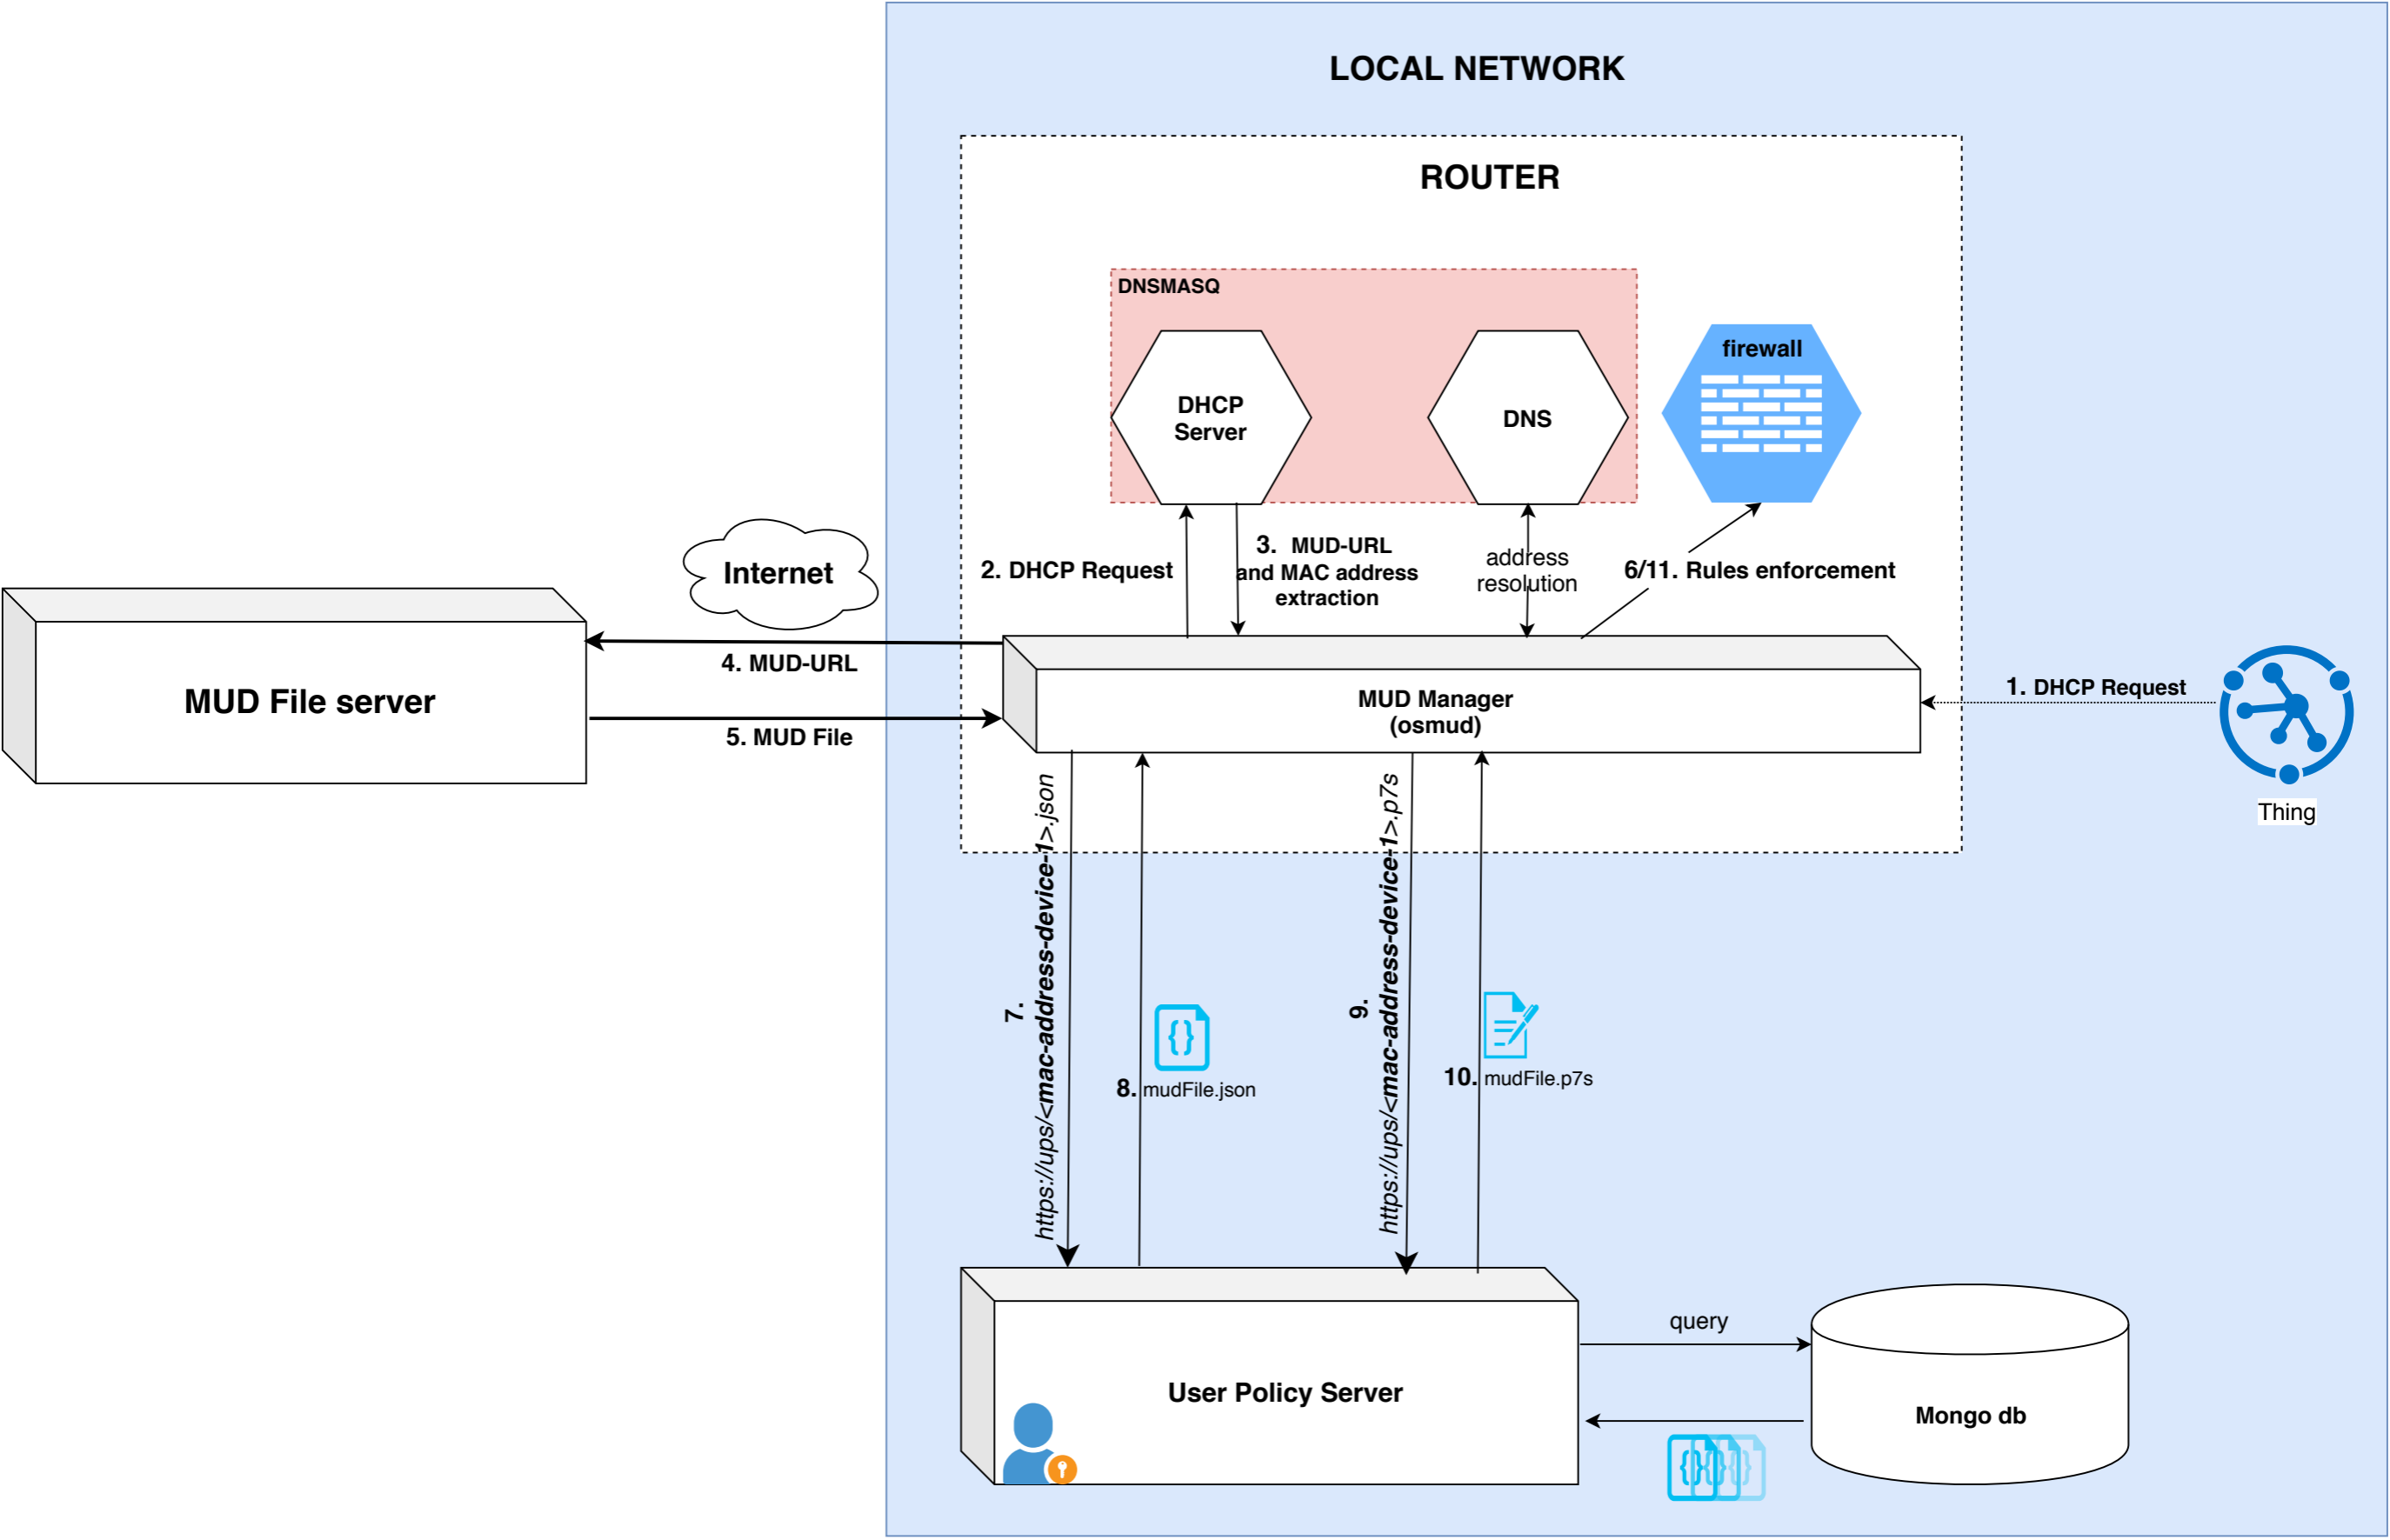 LOCAL NETWORK
ROUTER
DNSMASQ
firewall
DHCP
Server
DNS
Internet
2. DHCP Request
3. MUD-URL
and MAC address
extraction
address
resolution
6/11. Rules enforcement
4. MUD-URL
MUD File server
5. MUD File
MUD Manager
(osmud)
1. DHCP Request
Thing
7.
https://ups/<mac-address-device-1>.json
8. mudFile.json
9.
https://ups/<mac-address-device-1>.p7s
10. mudFile.p7s
User Policy Server
query
Mongo db